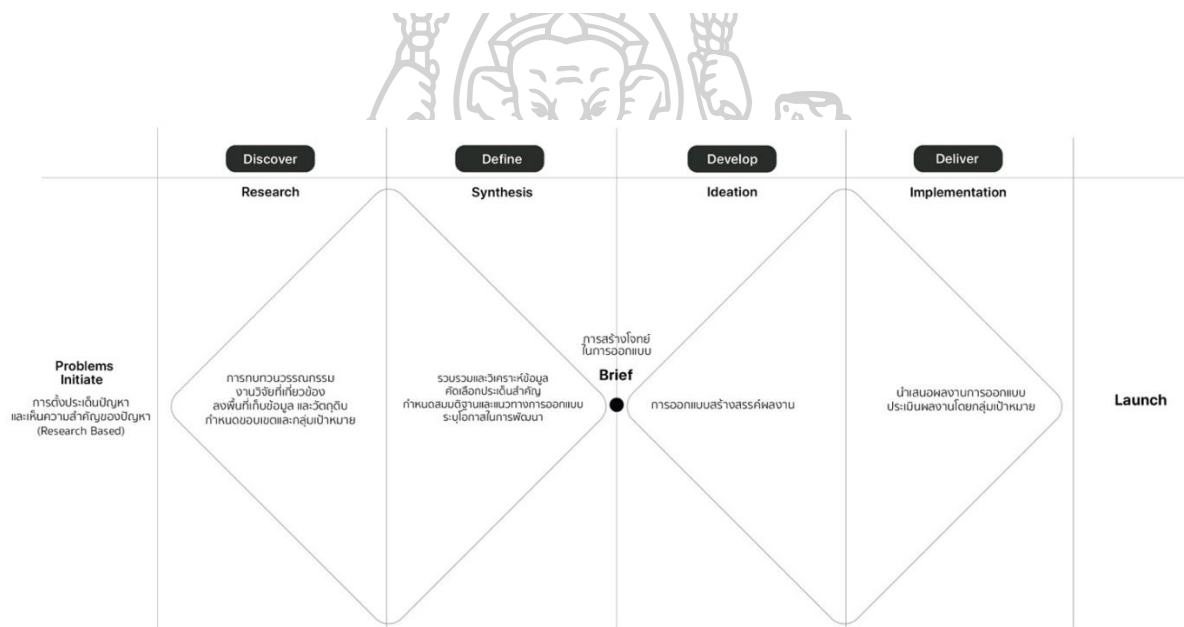 Discover
Define
Develop
Deliver
Research
Synthesis
Ideation
Implementation
Problems
Initiate
การตั้งประเด็นปัญหา
และเห็นความสำคัญของปัญหา
(Research Based)
การทบทวนวรรณกรรม
งานวิจัยที่เกี่ยวข้อง
ลงพื้นที่เก็บข้อมูล และวัตถุดิบ
กำหนดขอบเขตและกลุ่มเป้าหมาย
รวบรวมและวิเคราะห์ข้อมูล
คัดเลือกประเด็นสำคัญ
กำหนดสมมติฐานและแนวทางการออกแบบ
ระบุโอกาสในการพัฒนา
การสร้างโจทย์
ในการออกแบบ
Brief
การออกแบบสร้างสรรค์ผลงาน
นำเสนอผลงานการออกแบบ
ประเมินผลงานโดยกลุ่มเป้าหมาย
Launch